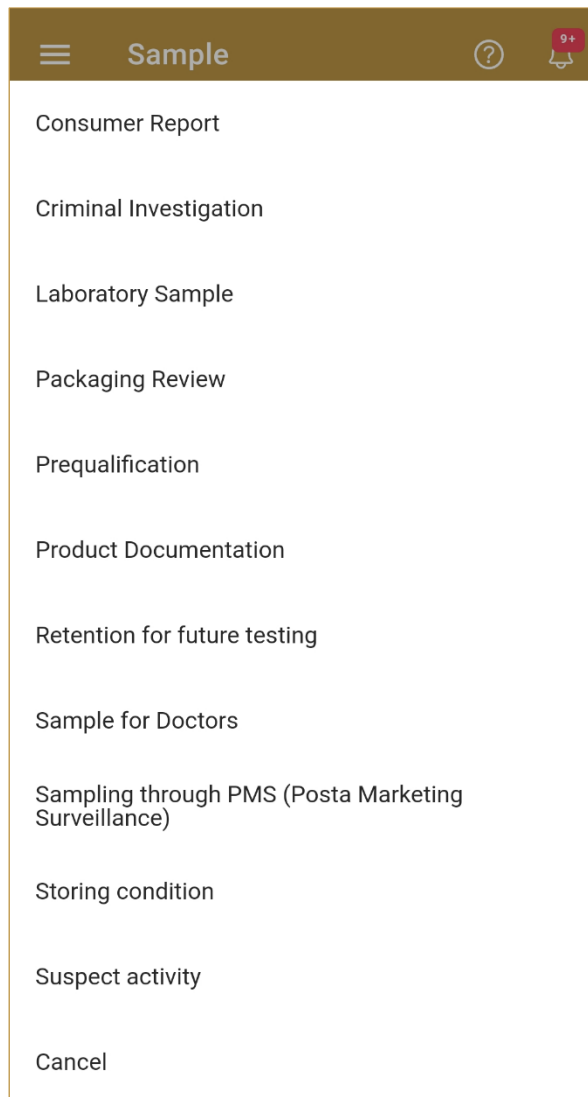 Sample
?
9+
Consumer Report
Criminal Investigation
Laboratory Sample
Packaging Review
Prequalification
Product Documentation
Retention for future testing
Sample for Doctors
Sampling through PMS (Posta Marketing
Surveillance)
Storing condition
Suspect activity
Cancel